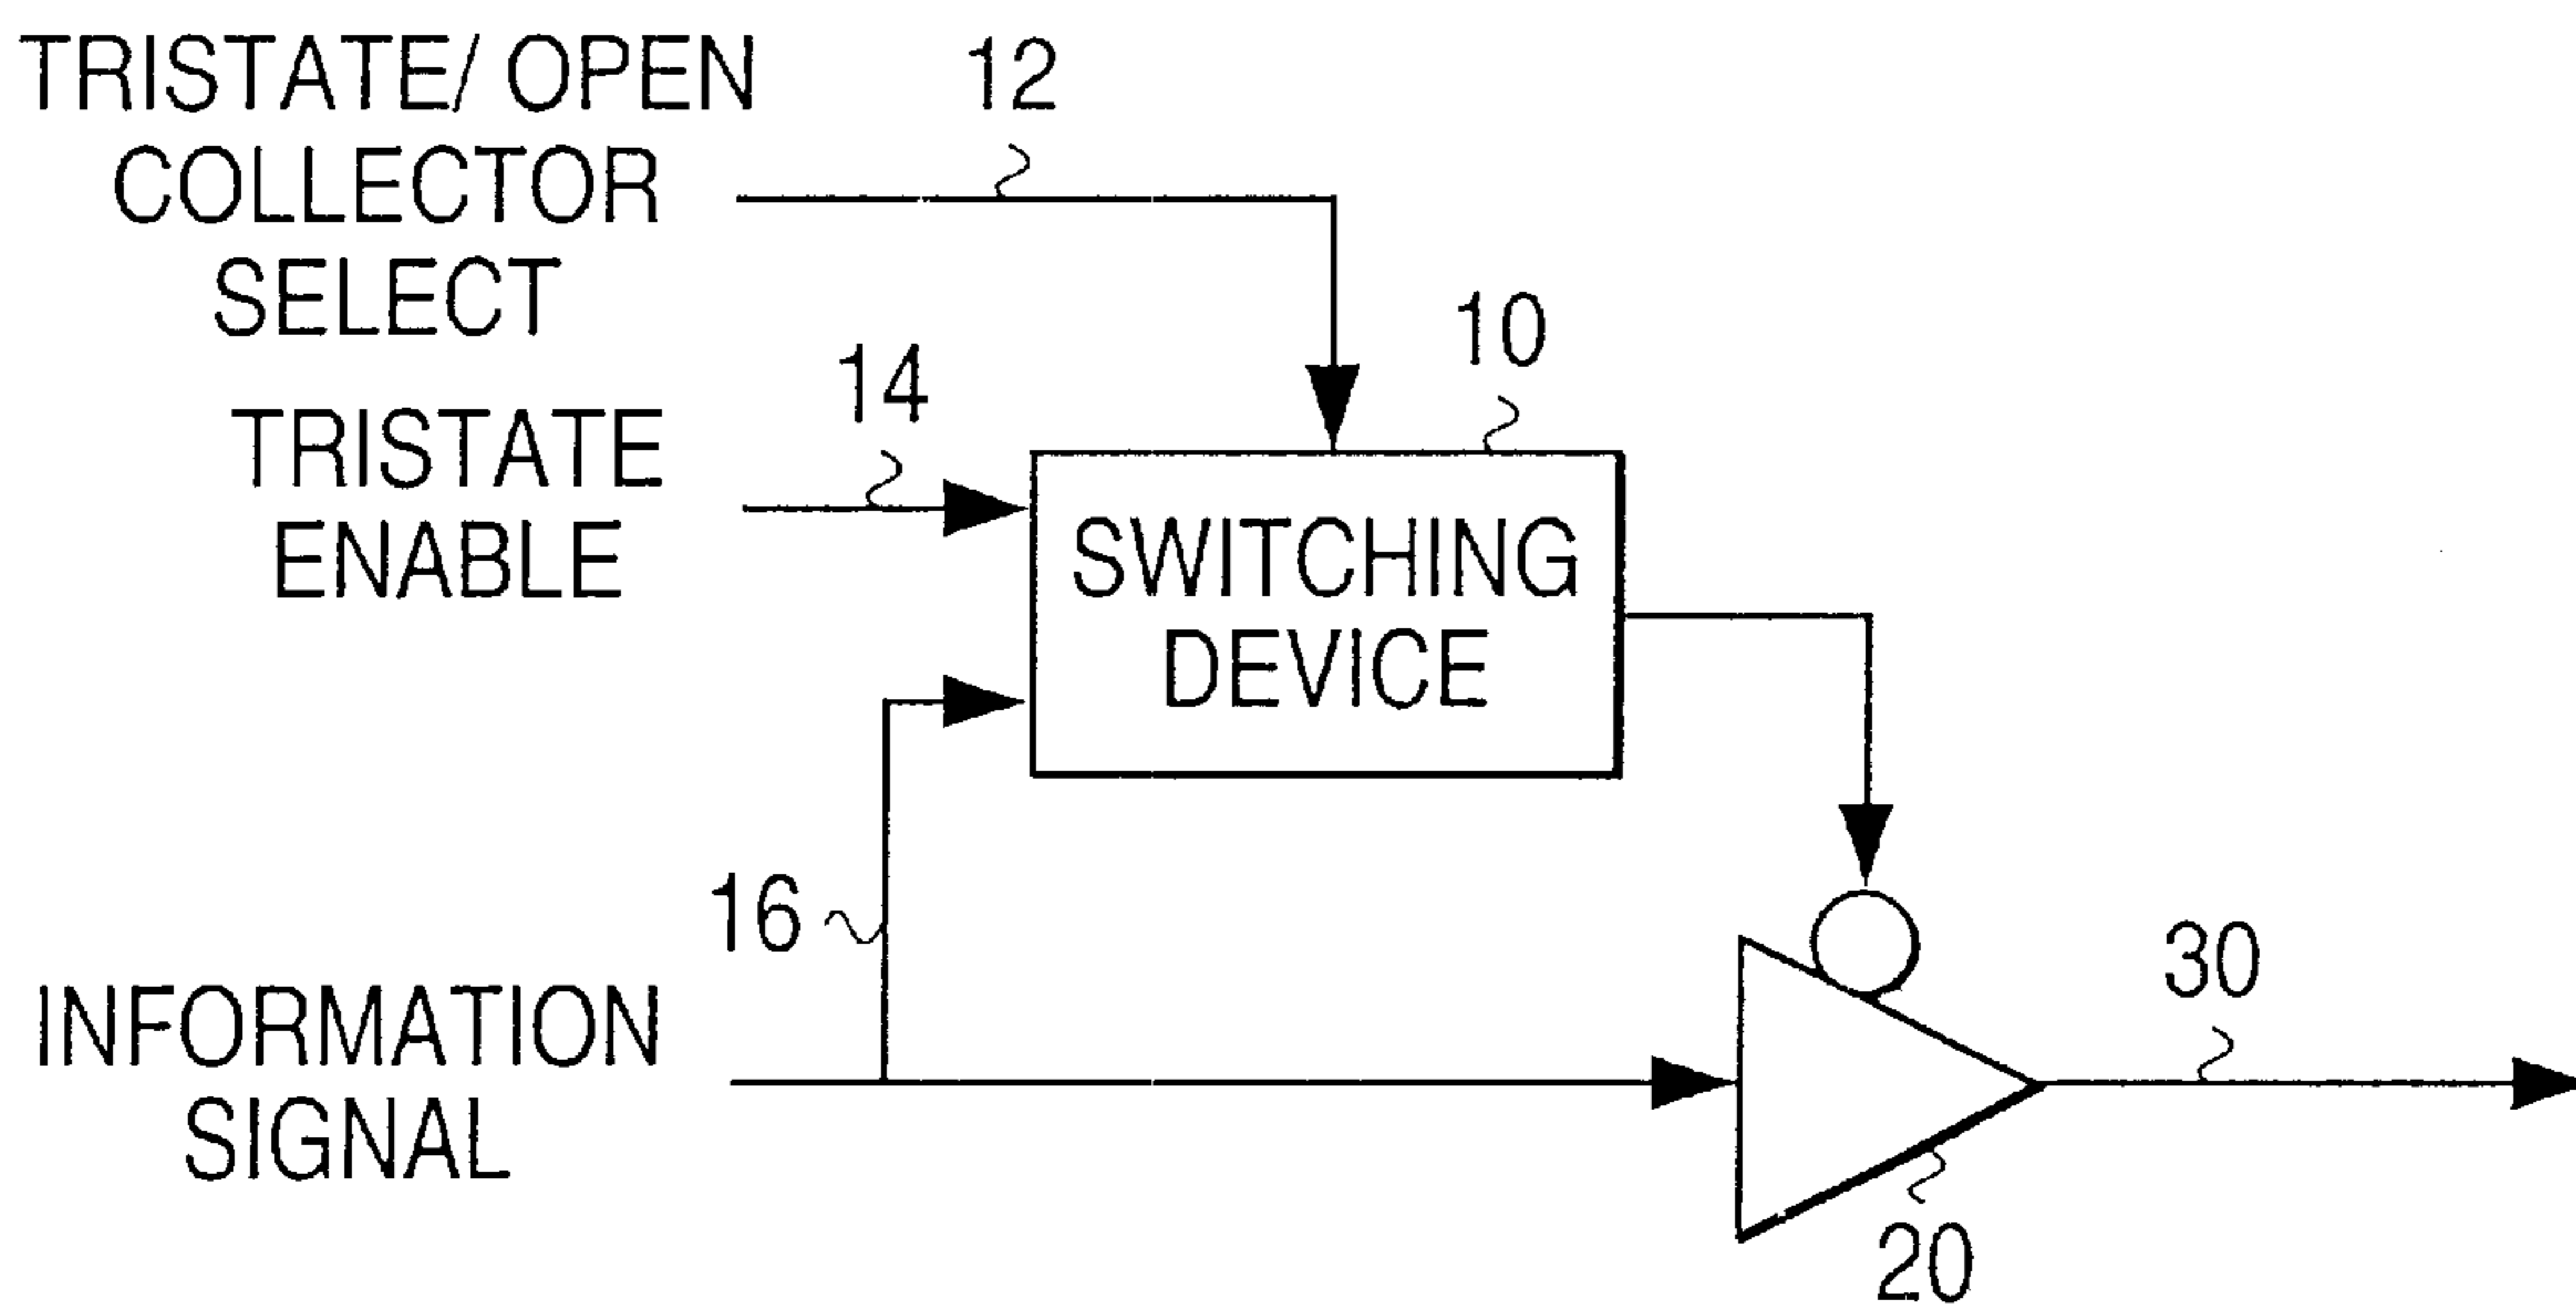 TRISTATE/ OPEN
COLLECTOR
SELECT
12
10
14
TRISTATE
ENABLE
SWITCHING
DEVICE
16
INFORMATION
SIGNAL
30
20